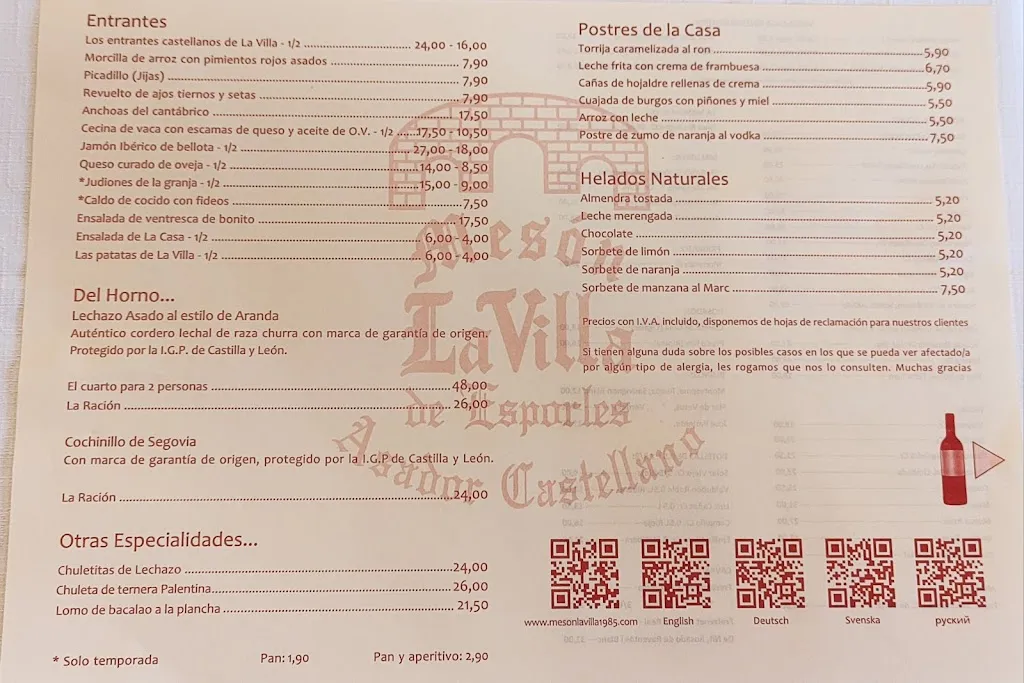 Entrantes
Los entrantes castellanos de La Villa - 1/2 ........ 24,00 - 16,00
Morcilla de arroz con pimientos rojos asados ........ 7,90
Picadillo (Jijas) ........ 7,90
Revuelto de ajos tiernos y setas ........ 7,90
Anchoas del cantábrico ........ 17,50
Cecina de vaca con escamas de queso y aceite de O.V. - 1/2 ........ 17,50 - 10,50
Jamón Ibérico de bellota - 1/2 ........ 27,00 - 18,00
Queso curado de oveja - 1/2 ........ 14,00 - 8,50
*Judiones de la granja - 1/2 ........ 15,00 - 9,00
*Caldo de cocido con fideos ........ 7,50
Ensalada de ventresca de bonito ........ 17,50
Ensalada de La Casa - 1/2 ........ 6,00 - 4,00
Las patatas de La Villa - 1/2 ........ 6,00 - 4,00
Del Horno...
Lechazo Asado al estilo de Aranda
Auténtico cordero lechal de raza churra con marca de garantía de origen.
Protegido por la I.G.P. de Castilla y León.
El cuarto para 2 personas ........ 48,00
La Ración ........ 26,00
Cochinillo de Segovia
Con marca de garantía de origen, protegido por la I.G.P de Castilla y León.
La Ración ........ 24,00
Otras Especialidades...
Chuletitas de Lechazo ........ 24,00
Chuleta de ternera Palentina ........ 26,00
Lomo de bacalao a la plancha ........ 21,50
* Solo temporada Pan: 1,90 Pan y aperitivo: 2,90
Mesón
La Villa
de Esporles
Asador Castellano
Postres de la Casa
Torrija caramelizada al ron ........ 5,90
Leche frita con crema de frambuesa ........ 6,70
Cañas de hojaldre rellenas de crema ........ 5,90
Cuajada de burgos con piñones y miel ........ 5,50
Arroz con leche ........ 5,50
Postre de zumo de naranja al vodka ........ 7,50
Helados Naturales
Almendra tostada ........ 5,20
Leche merengada ........ 5,20
Chocolate ........ 5,20
Sorbete de limón ........ 5,20
Sorbete de naranja ........ 5,20
Sorbete de manzana al Marc ........ 7,50
Precios con I.V.A. incluido, disponemos de hojas de reclamación para nuestros clientes
Si tienen alguna duda sobre los posibles casos en los que se pueda ver afectado/a
por algún tipo de alergia, les rogamos que nos lo consulten. Muchas gracias
www.mesonlavilla1985.com English Deutsch Svenska руский